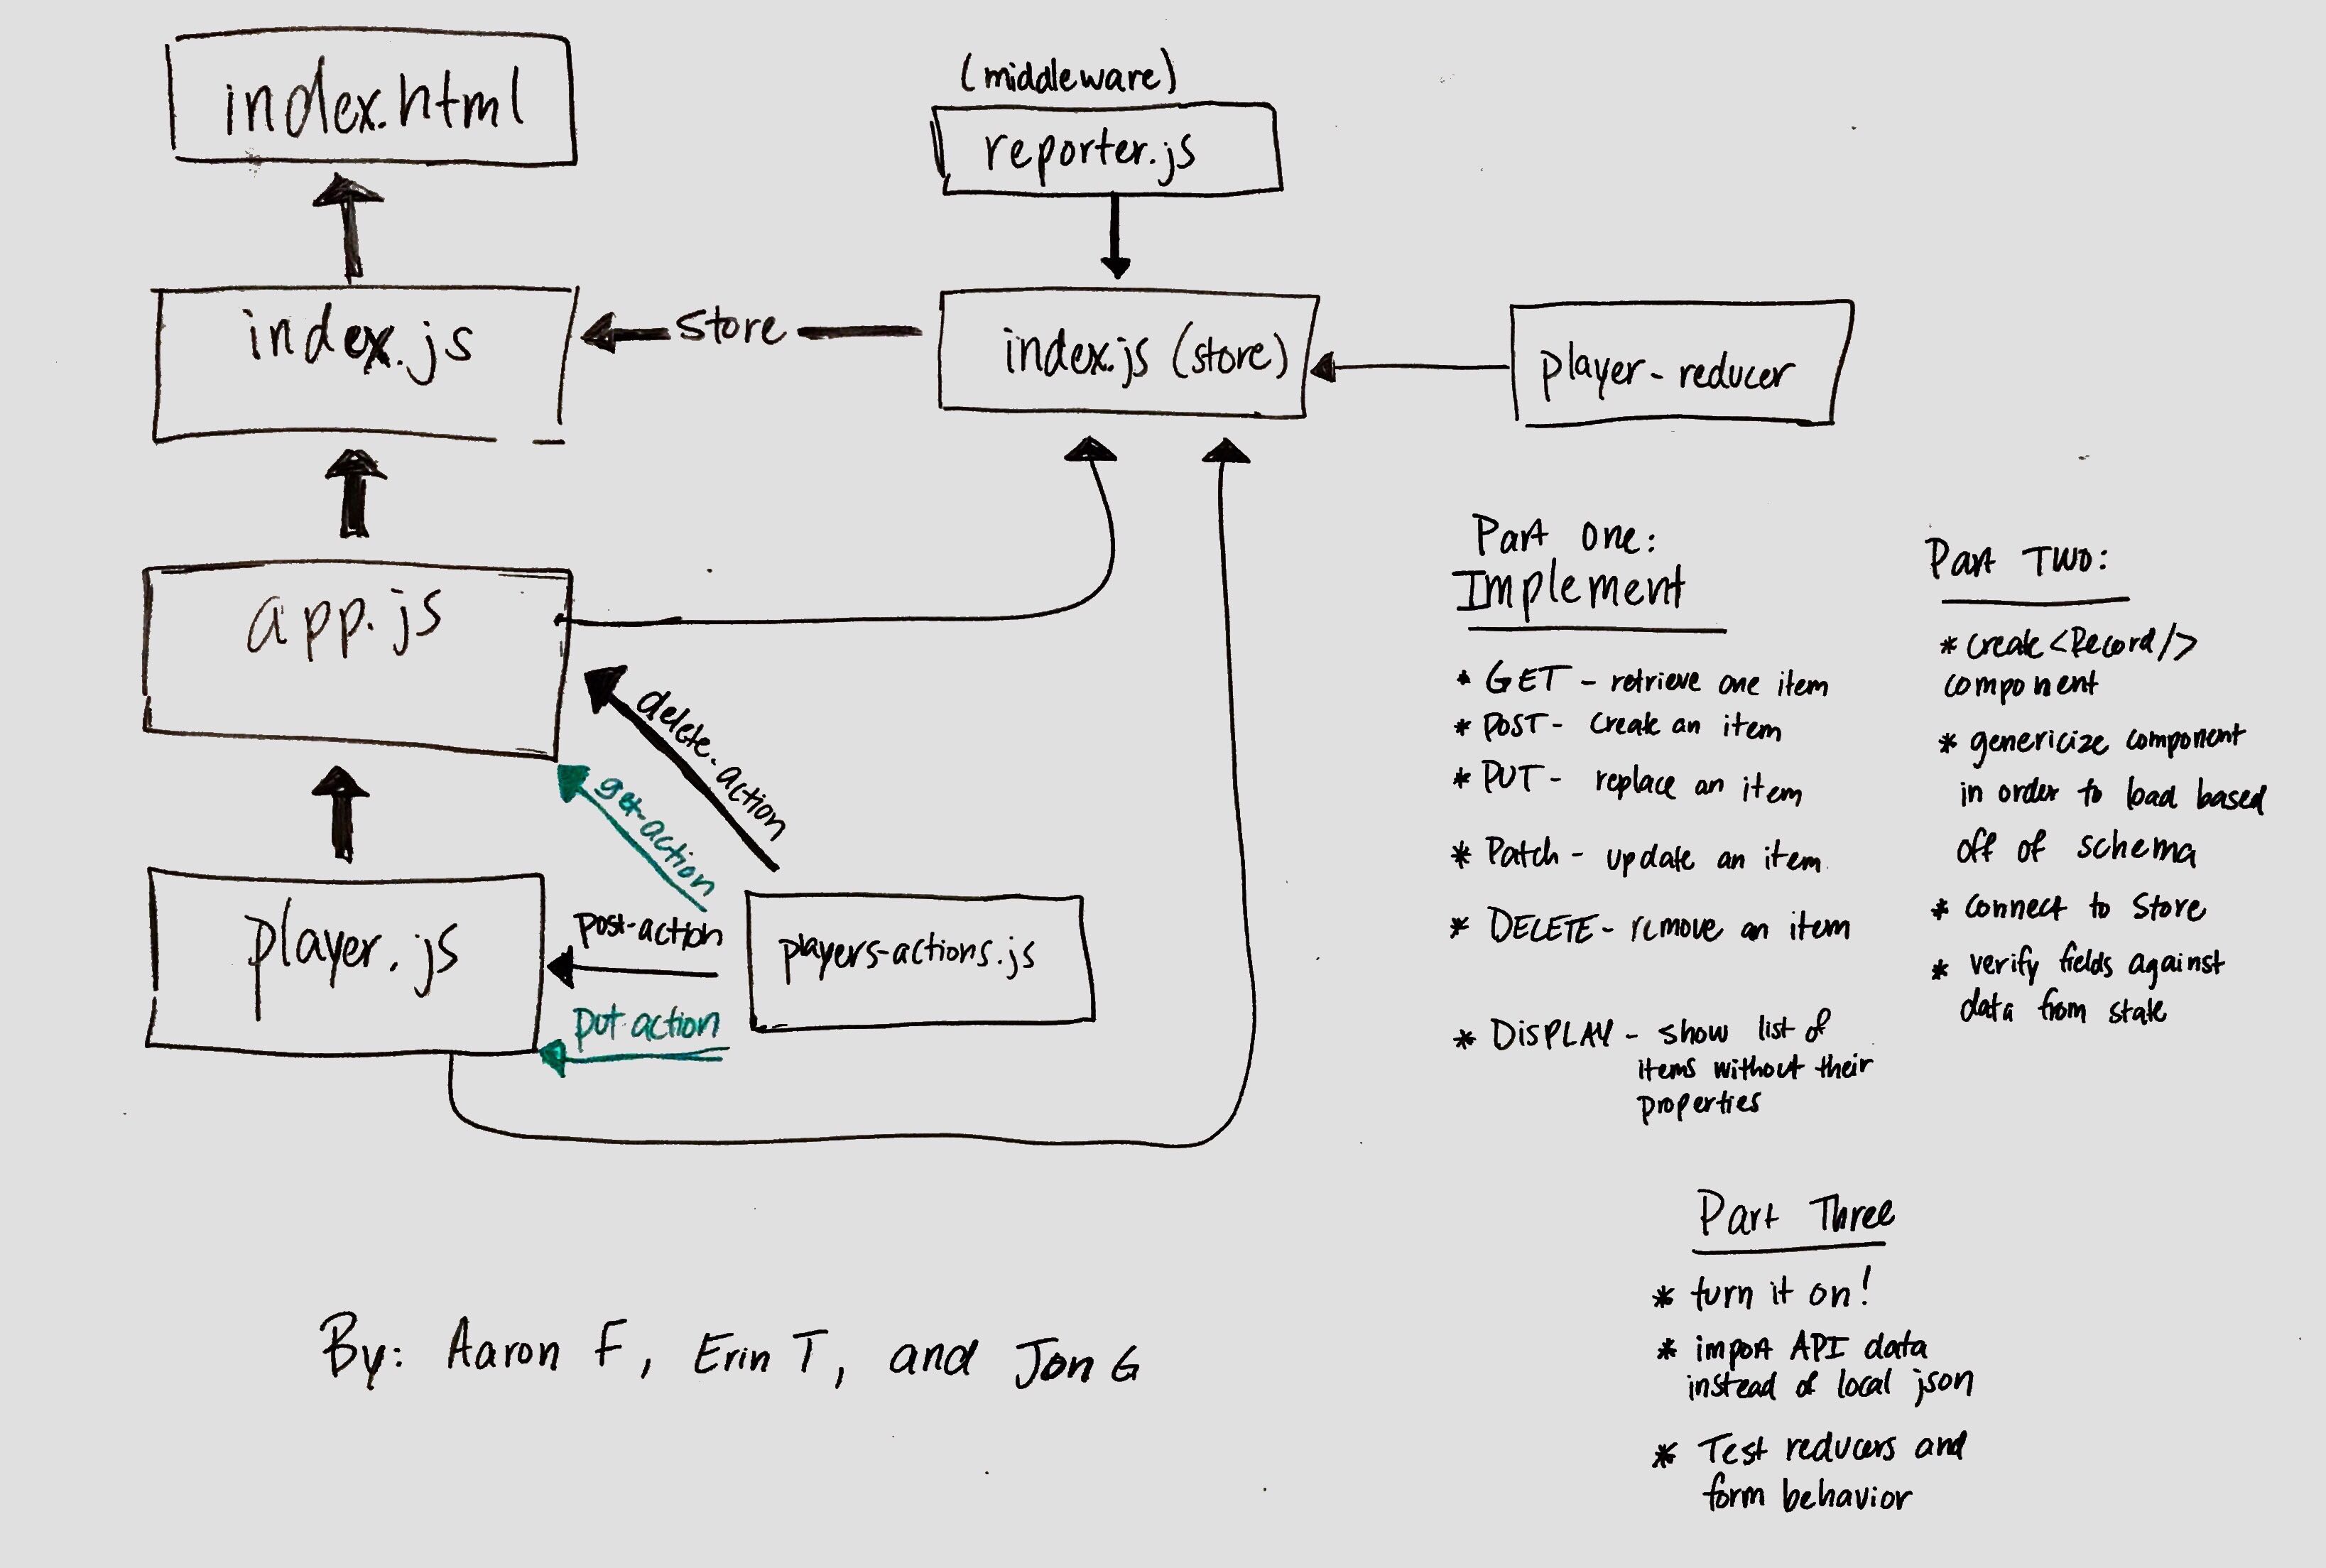 index.html
(middleware)
reporter.js
index.js
store
index.js (store)
player-reducer
app.js
delete-action
get-action
player.js
post-action
put-action
players-actions.js
Part one:
Implement
* GET - retrieve one item
* POST - Create an item
* PUT - replace an item
* Patch - update an item
* DELETE - remove an item
* DISPLAY - show list of
items without their
properties
Part Two:
* create <Record/>
component
* genericize component
in order to load based
off of schema
* connect to store
* verify fields against
data from state
Part Three
* turn it on!
* import API data
instead of local json
* Test reducers and
form behavior
By: Aaron F, Erin T, and Jon G